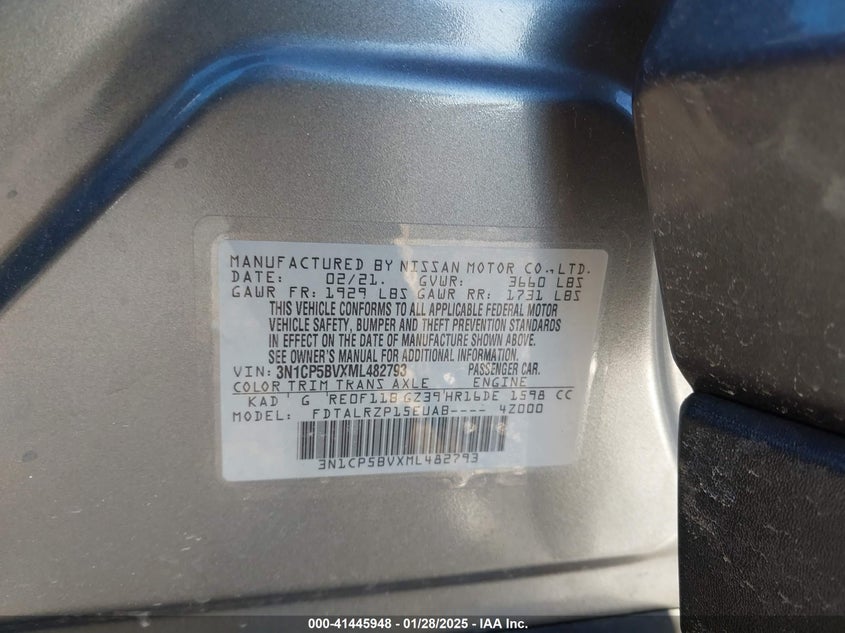 MANUFACTURED BY NISSAN MOTOR CO.,LTD.
DATE: 02/21. GVWR: 3660 LBS
GAWR FR: 1929 LBS GAWR RR: 1731 LBS
THIS VEHICLE CONFORMS TO ALL APPLICABLE FEDERAL MOTOR
VEHICLE SAFETY, BUMPER AND THEFT PREVENTION STANDARDS
IN EFFECT ON THE DATE OF MANUFACTURE SHOWN ABOVE.
SEE OWNER'S MANUAL FOR ADDITIONAL INFORMATION.
VIN: 3N1CP5BVXML482793 PASSENGER CAR.
COLOR TRIM TRANS AXLE ENGINE
KAD G RE0F11B GZ39 HR16DE 1598 CC
MODEL: FDTALRZP15EUAB---- 4Z000
3N1CP5BVXML482793
000-41445948 - 01/28/2025 - IAA Inc.